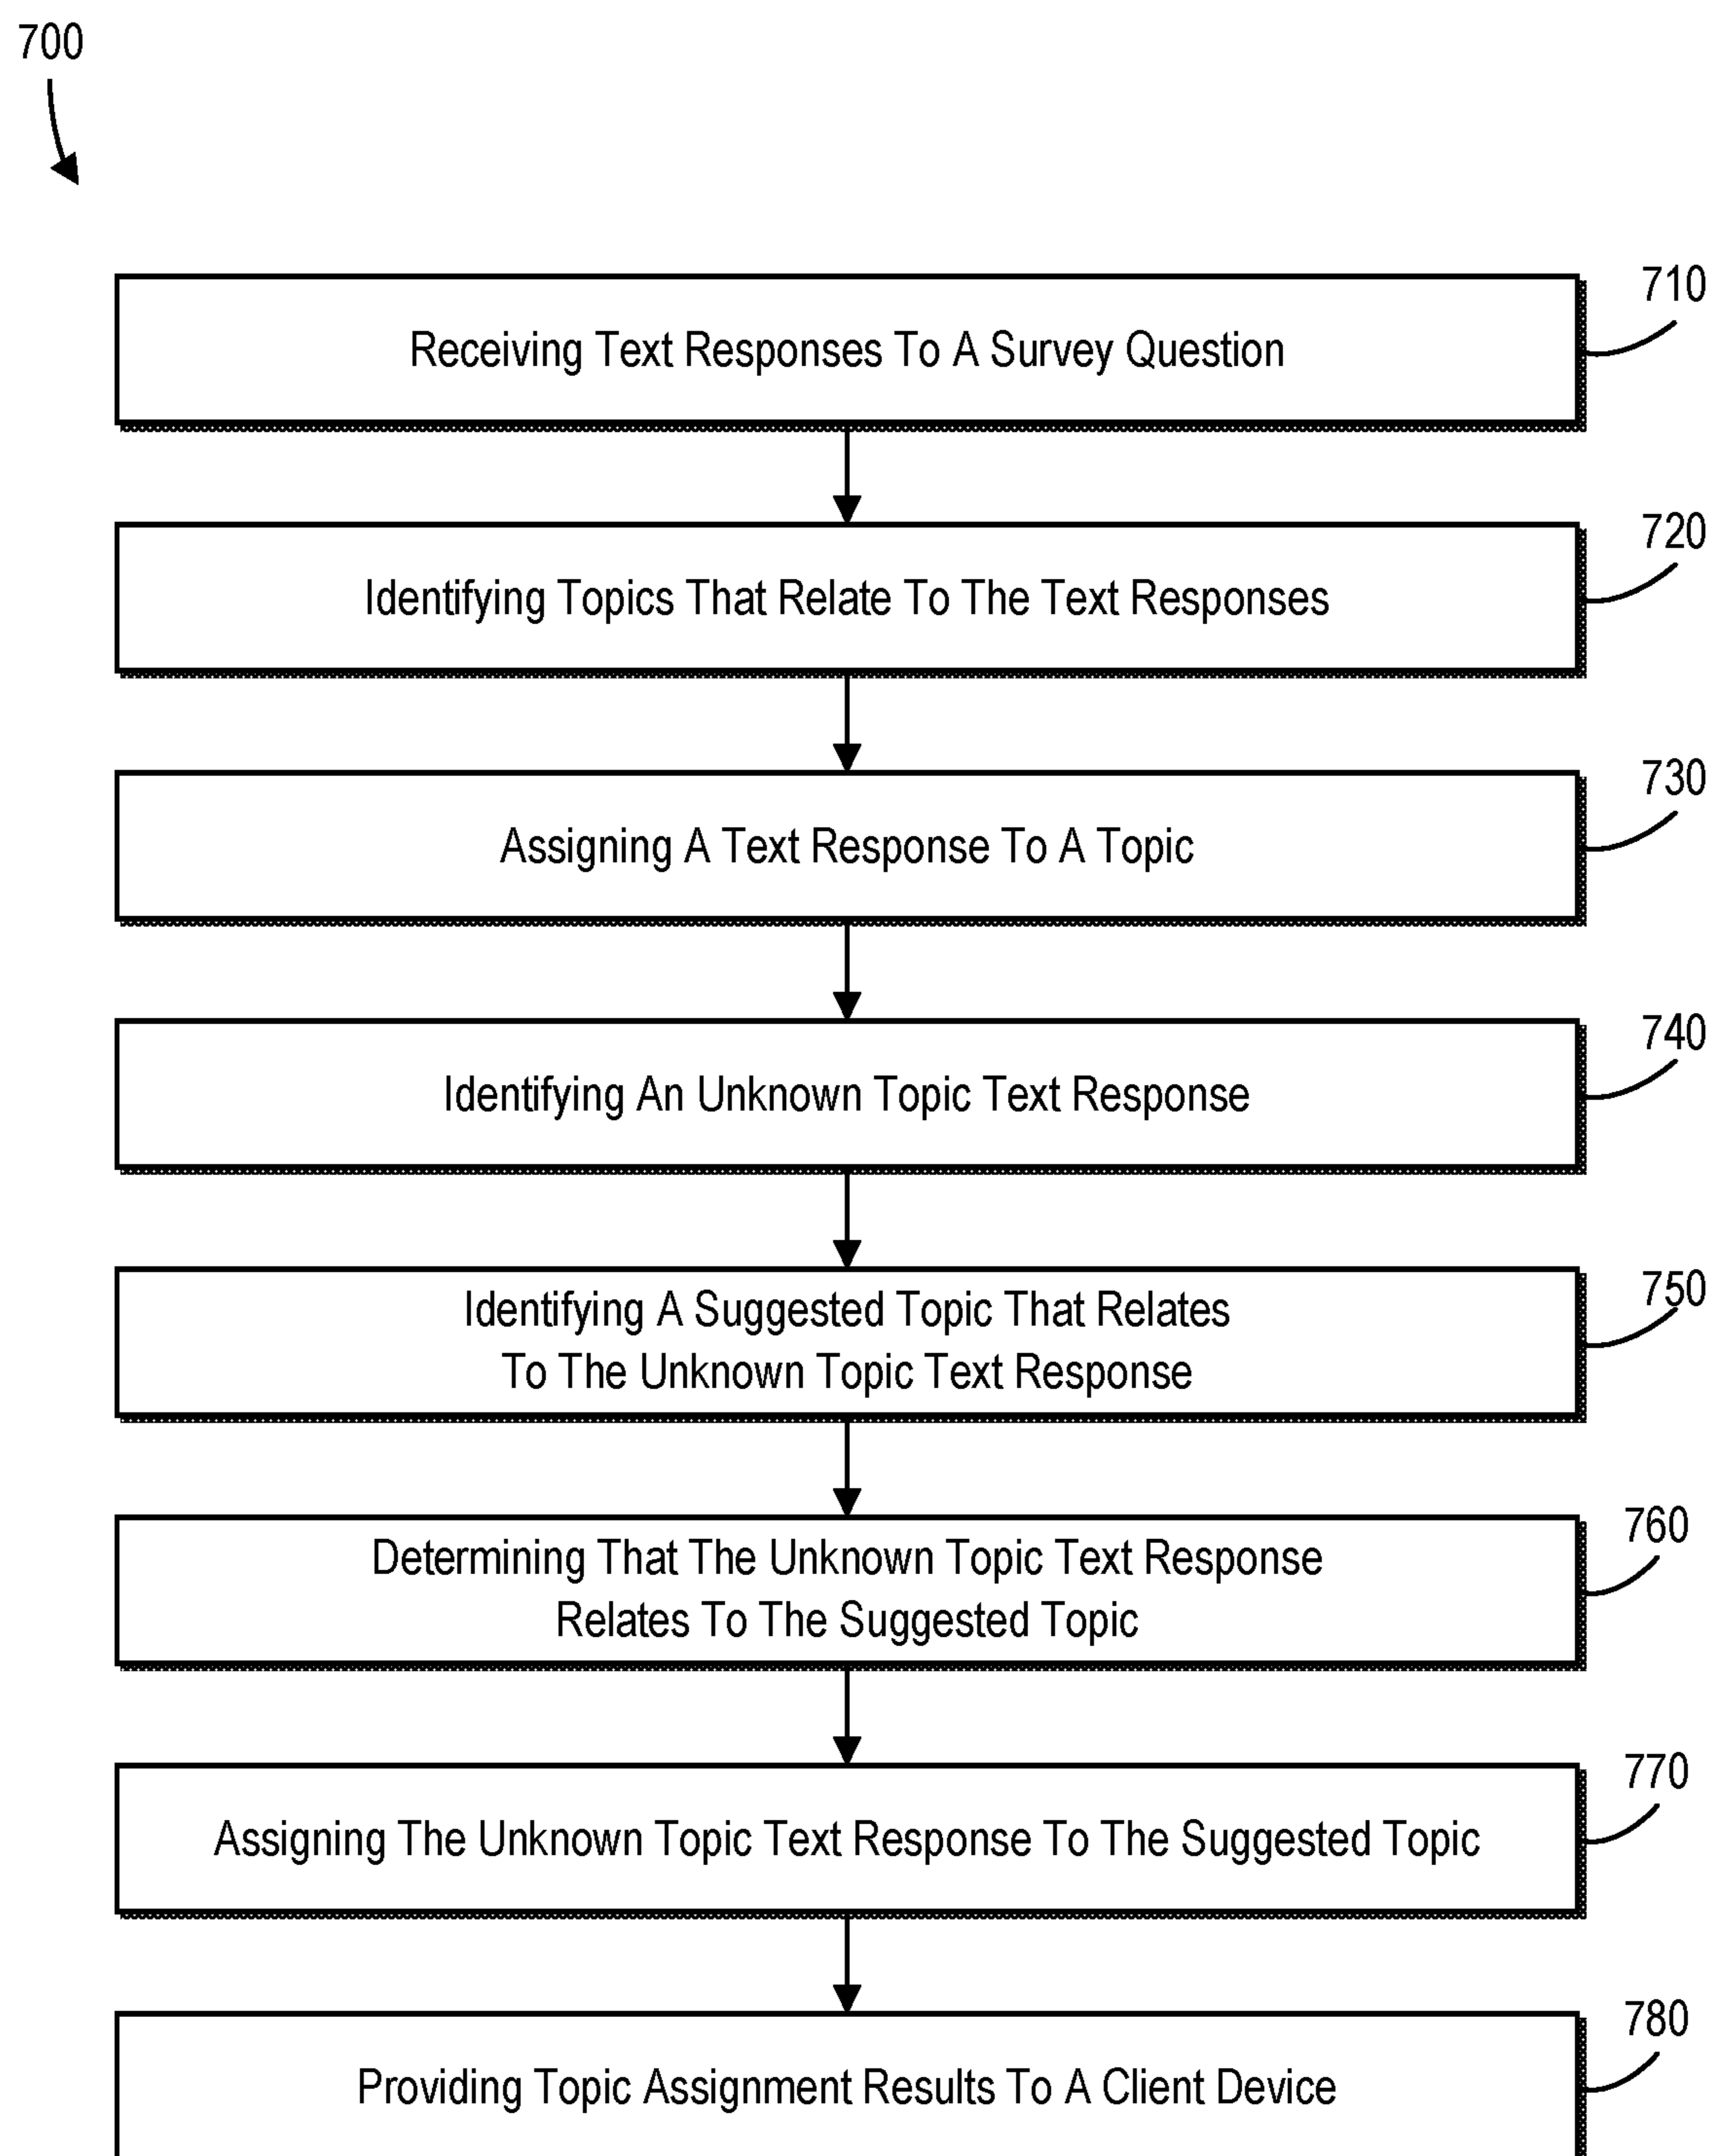 700
710
Receiving Text Responses To A Survey Question
720
Identifying Topics That Relate To The Text Responses
730
Assigning A Text Response To A Topic
740
Identifying An Unknown Topic Text Response
750
Identifying A Suggested Topic That Relates
To The Unknown Topic Text Response
760
Determining That The Unknown Topic Text Response
Relates To The Suggested Topic
770
Assigning The Unknown Topic Text Response To The Suggested Topic
780
Providing Topic Assignment Results To A Client Device